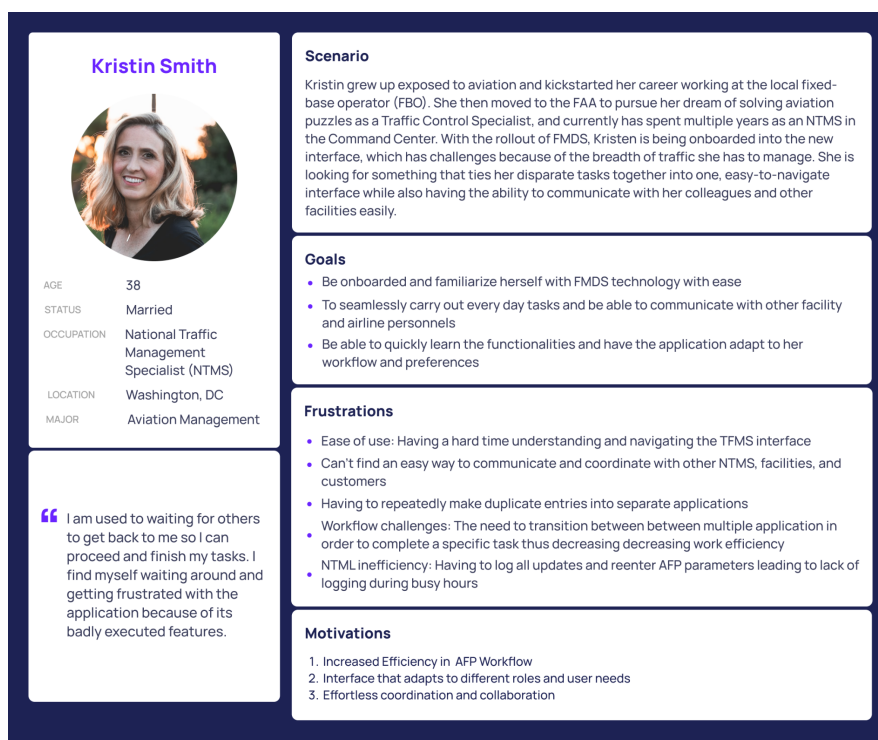 Kristin Smith
AGE 38
STATUS Married
OCCUPATION National Traffic
Management
Specialist (NTMS)
LOCATION Washington, DC
MAJOR Aviation Management
“ I am used to waiting for others
to get back to me so I can
proceed and finish my tasks. I
find myself waiting around and
getting frustrated with the
application because of its
badly executed features.
Scenario
Kristin grew up exposed to aviation and kickstarted her career working at the local fixed-
base operator (FBO). She then moved to the FAA to pursue her dream of solving aviation
puzzles as a Traffic Control Specialist, and currently has spent multiple years as an NTMS in
the Command Center. With the rollout of FMDS, Kristen is being onboarded into the new
interface, which has challenges because of the breadth of traffic she has to manage. She is
looking for something that ties her disparate tasks together into one, easy-to-navigate
interface while also having the ability to communicate with her colleagues and other
facilities easily.
Goals
• Be onboarded and familiarize herself with FMDS technology with ease
• To seamlessly carry out every day tasks and be able to communicate with other facility
and airline personnels
• Be able to quickly learn the functionalities and have the application adapt to her
workflow and preferences
Frustrations
• Ease of use: Having a hard time understanding and navigating the TFMS interface
• Can't find an easy way to communicate and coordinate with other NTMS, facilities, and
customers
• Having to repeatedly make duplicate entries into separate applications
• Workflow challenges: The need to transition between between multiple application in
order to complete a specific task thus decreasing decreasing work efficiency
• NTML inefficiency: Having to log all updates and reenter AFP parameters leading to lack of
logging during busy hours
Motivations
1. Increased Efficiency in AFP Workflow
2. Interface that adapts to different roles and user needs
3. Effortless coordination and collaboration